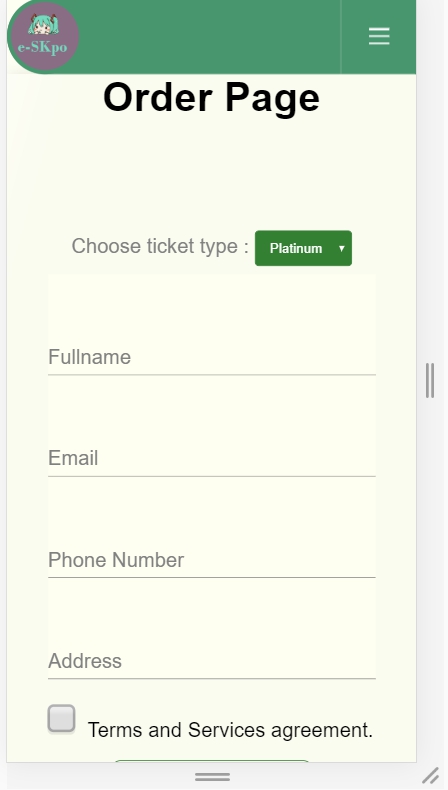 e-SKpo
Order Page
Choose ticket type : Platinum
Fullname
Email
Phone Number
Address
Terms and Services agreement.